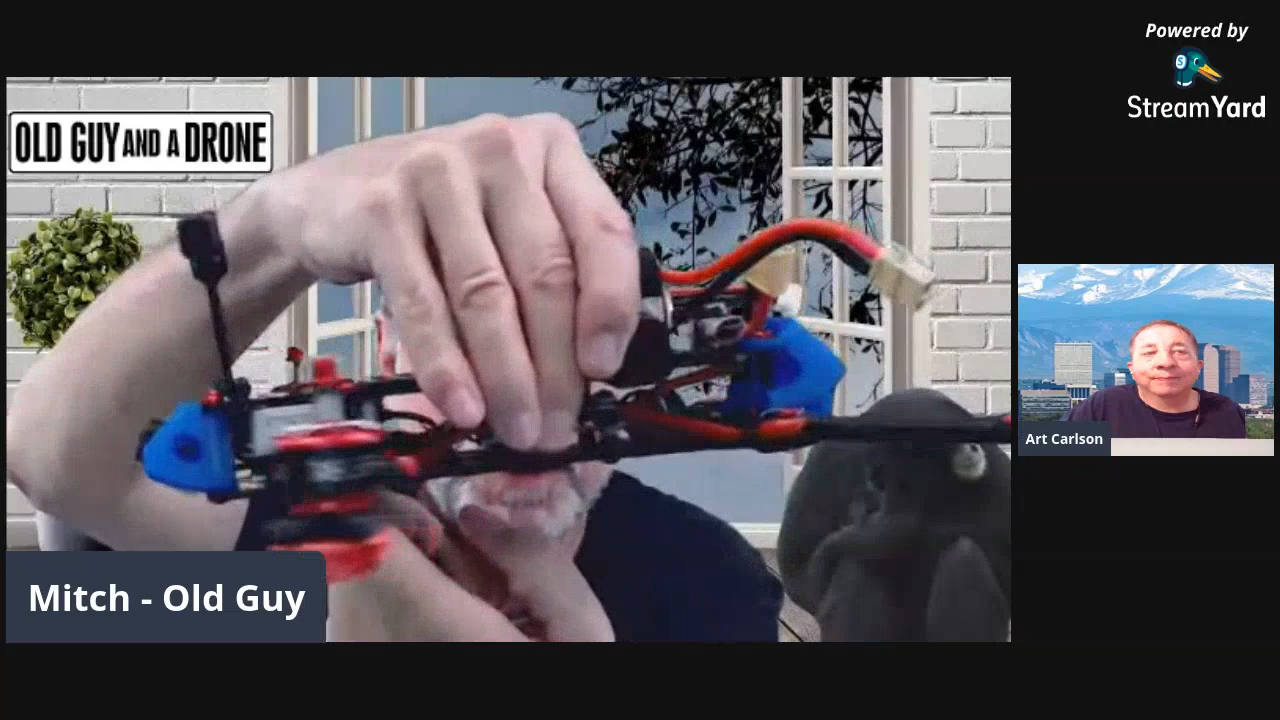 Powered by
StreamYard
OLD GUY AND A DRONE
Art Carlson
Mitch - Old Guy